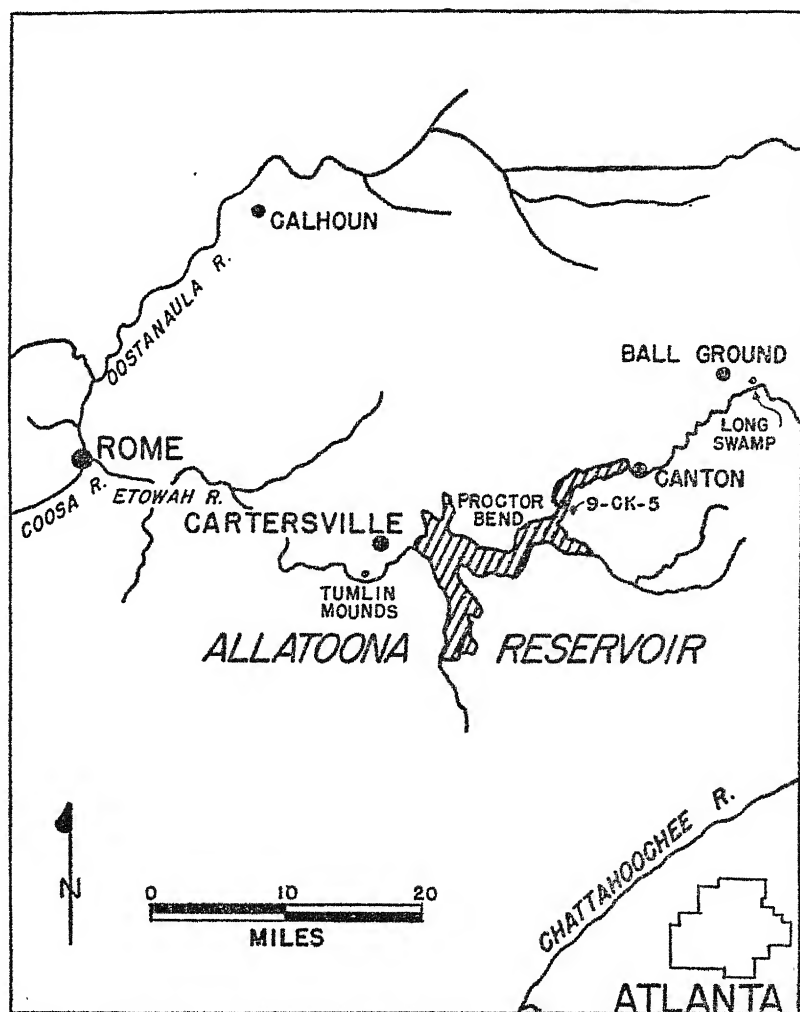 CALHOUN
OOSTANAULA R.
BALL GROUND
LONG
SWAMP
ROME
CANTON
COOSA R.
ETOWAH R.
PROCTOR
BEND
9-CK-5
CARTERSVILLE
TUMLIN
MOUNDS
ALLATOONA RESERVOIR
CHATTAHOOCHEE R.
N
0 10 20
MILES
ATLANTA